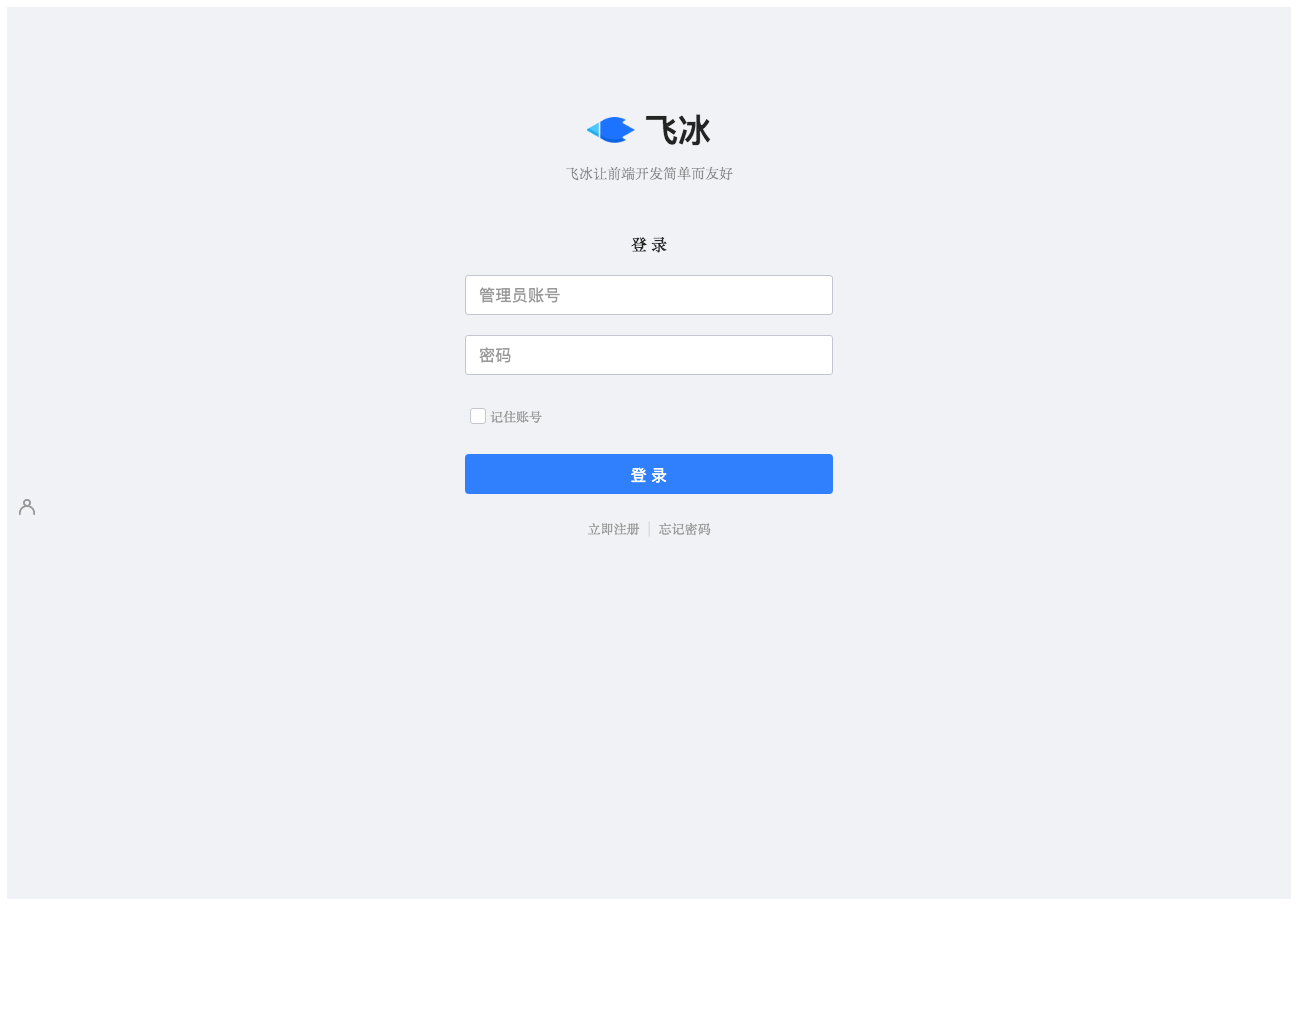 飞冰
飞冰让前端开发简单而友好
登 录
管理员账号
密码
记住账号
登 录
立即注册 | 忘记密码